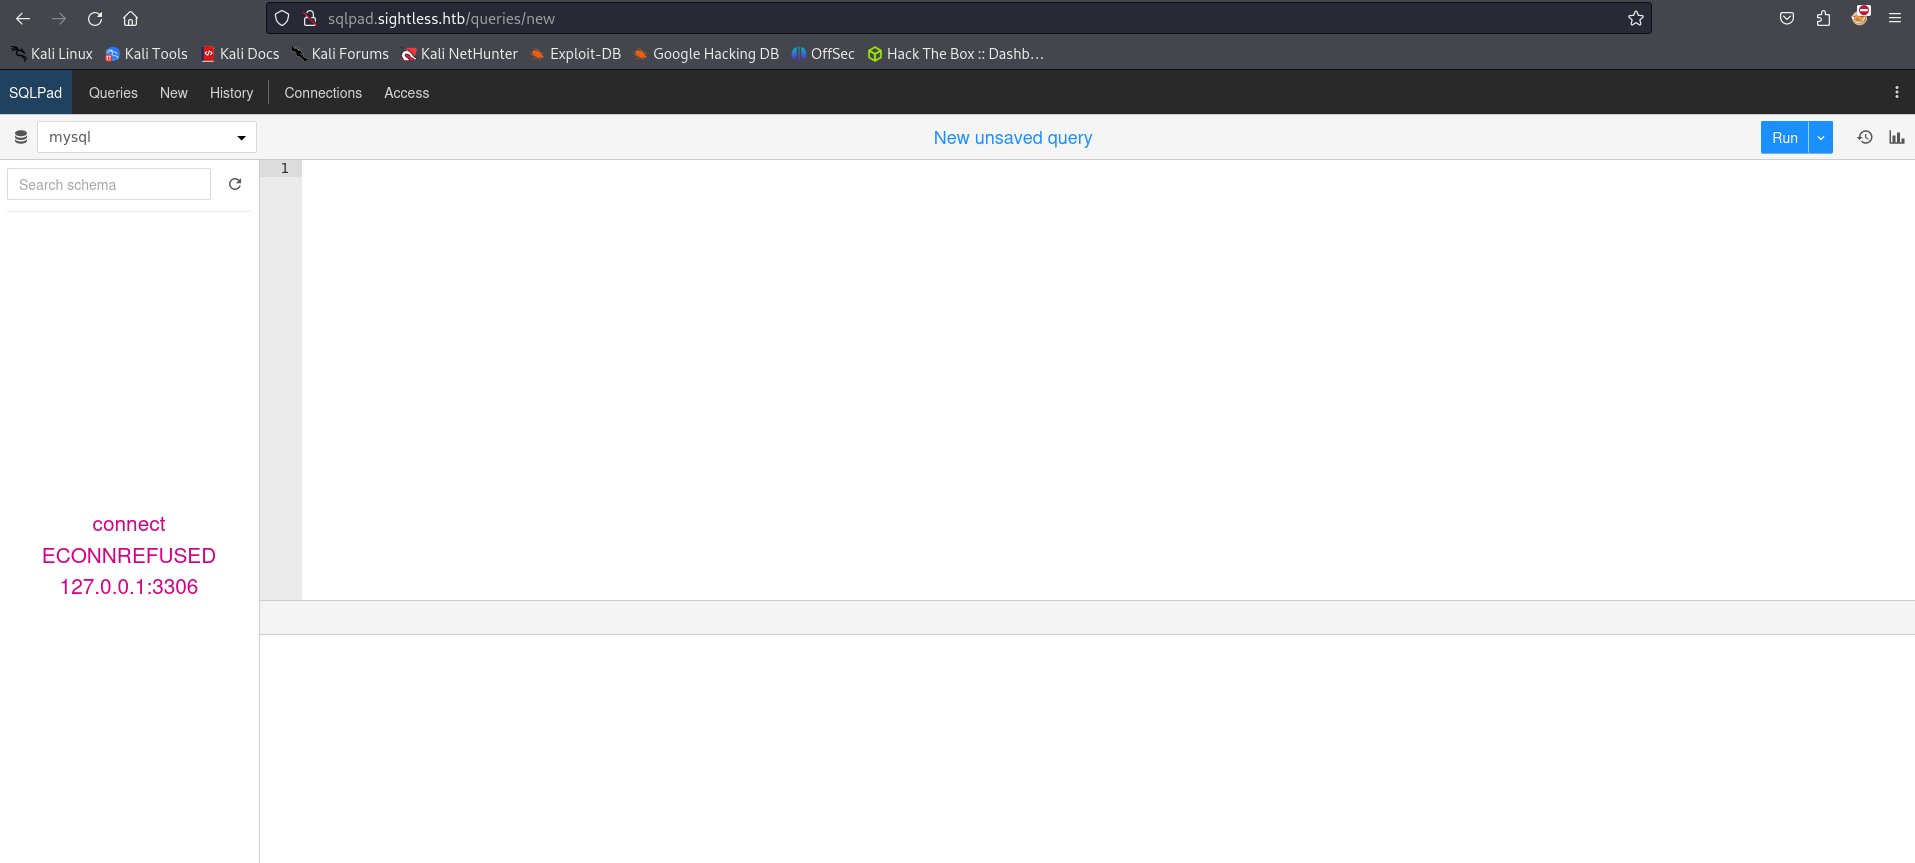 sqlpad.sightless.htb/queries/new
Kali Linux Kali Tools Kali Docs Kali Forums Kali NetHunter Exploit-DB Google Hacking DB OffSec Hack The Box :: Dashb...
SQLPad Queries New History Connections Access
mysql New unsaved query Run
Search schema
1
connect
ECONNREFUSED
127.0.0.1:3306